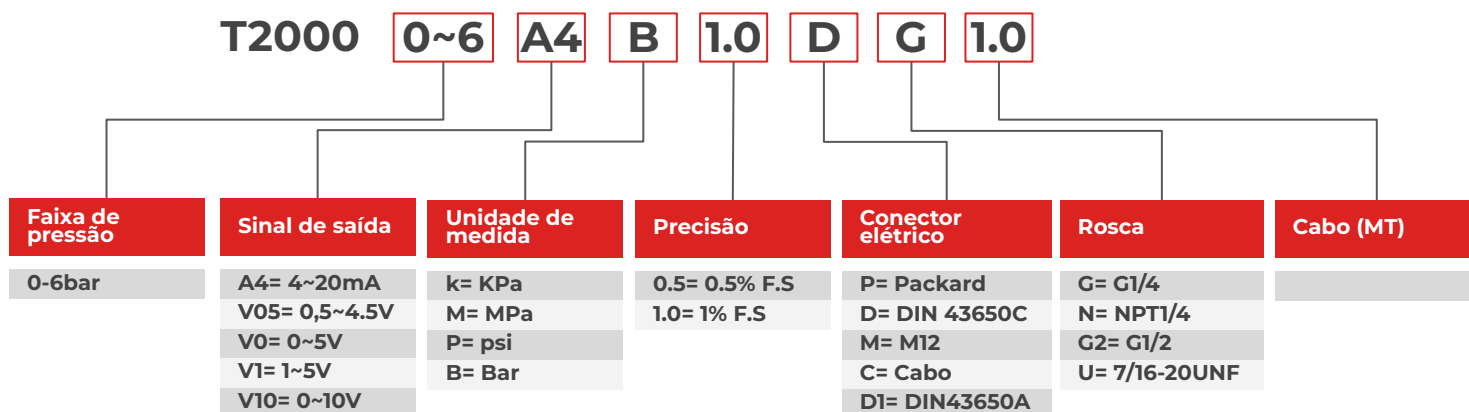 T2000 0~6 A4 B 1.0 D G 1.0
Faixa de
pressão
0-6bar
Sinal de saída
A4= 4~20mA
V05= 0,5~4.5V
V0= 0~5V
V1= 1~5V
V10= 0~10V
Unidade de
medida
k= KPa
M= MPa
P= psi
B= Bar
Precisão
0.5= 0.5% F.S
1.0= 1% F.S
Conector
elétrico
P= Packard
D= DIN 43650C
M= M12
C= Cabo
D1= DIN43650A
Rosca
G= G1/4
N= NPT1/4
G2= G1/2
U= 7/16-20UNF
Cabo (MT)